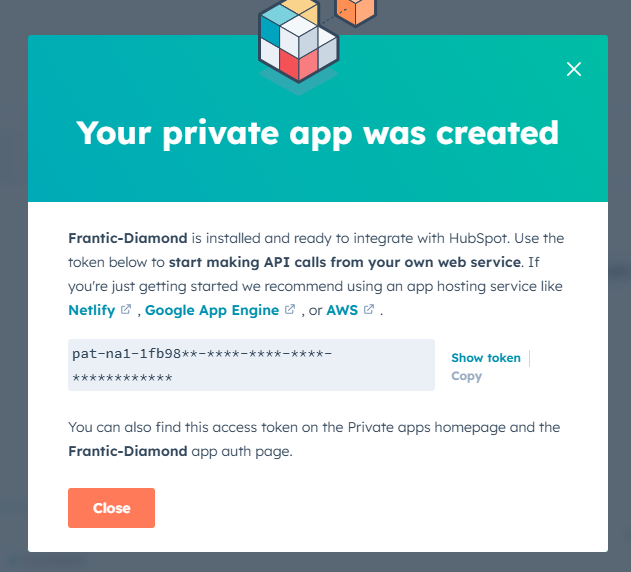 Your private app was created
Frantic-Diamond is installed and ready to integrate with HubSpot. Use the
token below to start making API calls from your own web service. If
you're just getting started we recommend using an app hosting service like
Netlify , Google App Engine , or AWS .
pat-na1-1fb98**-****-****-****-
************
Show token
Copy
You can also find this access token on the Private apps homepage and the
Frantic-Diamond app auth page.
Close